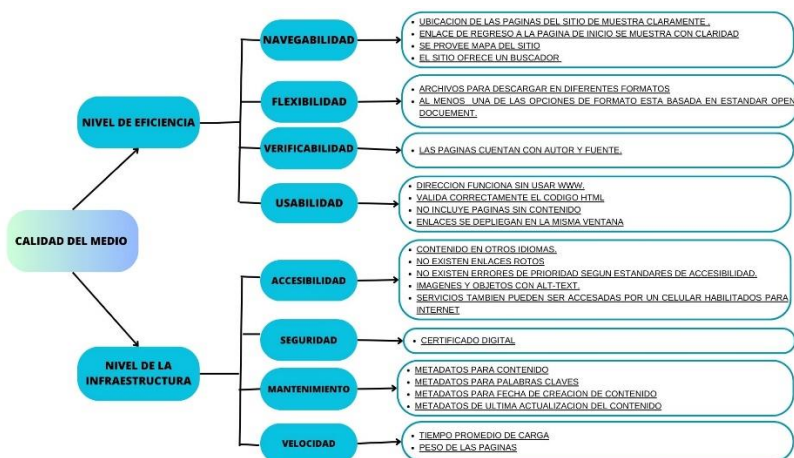 NAVEGABILIDAD
UBICACION DE LAS PAGINAS DEL SITIO DE MUESTRA CLARAMENTE .
ENLACE DE REGRESO A LA PAGINA DE INICIO SE MUESTRA CON CLARIDAD
SE PROVEE MAPA DEL SITIO
EL SITIO OFRECE UN BUSCADOR
NIVEL DE EFICIENCIA
FLEXIBILIDAD
ARCHIVOS PARA DESCARGAR EN DIFERENTES FORMATOS
AL MENOS UNA DE LAS OPCIONES DE FORMATO ESTA BASADA EN ESTANDAR OPEN
DOCUEMENT.
VERIFICABILIDAD
LAS PAGINAS CUENTAN CON AUTOR Y FUENTE.
USABILIDAD
DIRECCION FUNCIONA SIN USAR WWW.
VALIDA CORRECTAMENTE EL CODIGO HTML
NO INCLUYE PAGINAS SIN CONTENIDO
ENLACES SE DEPLIEGAN EN LA MISMA VENTANA
CALIDAD DEL MEDIO
ACCESIBILIDAD
CONTENIDO EN OTROS IDIOMAS.
NO EXISTEN ENLACES ROTOS
NO EXISTEN ERRORES DE PRIORIDAD SEGUN ESTANDARES DE ACCESIBILIDAD.
IMAGENES Y OBJETOS CON ALT-TEXT.
SERVICIOS TAMBIEN PUEDEN SER ACCESADAS POR UN CELULAR HABILITADOS PARA
INTERNET
NIVEL DE LA
INFRAESTRUCTURA
SEGURIDAD
CERTIFICADO DIGITAL
MANTENIMIENTO
METADATOS PARA CONTENIDO
METADATOS PARA PALABRAS CLAVES
METADATOS PARA FECHA DE CREACION DE CONTENIDO
METADATOS DE ULTIMA ACTUALIZACION DEL CONTENIDO
VELOCIDAD
TIEMPO PROMEDIO DE CARGA
PESO DE LAS PAGINAS